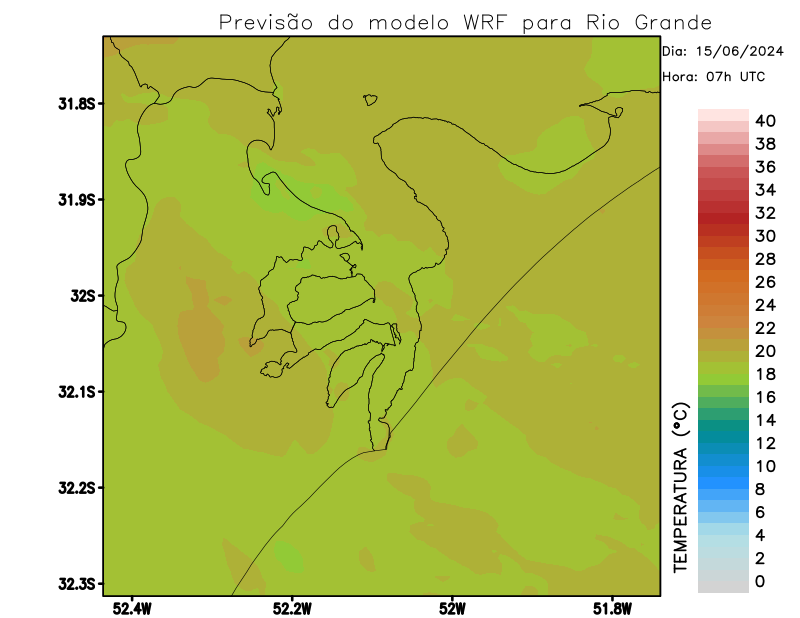 Previsão do modelo WRF para Rio Grande
Dia: 15/06/2024
Hora: 07h UTC
31.8S
31.9S
32S
32.1S
32.2S
32.3S
52.4W
52.2W
52W
51.8W
TEMPERATURA (°C)
40
38
36
34
32
30
28
26
24
22
20
18
16
14
12
10
8
6
4
2
0